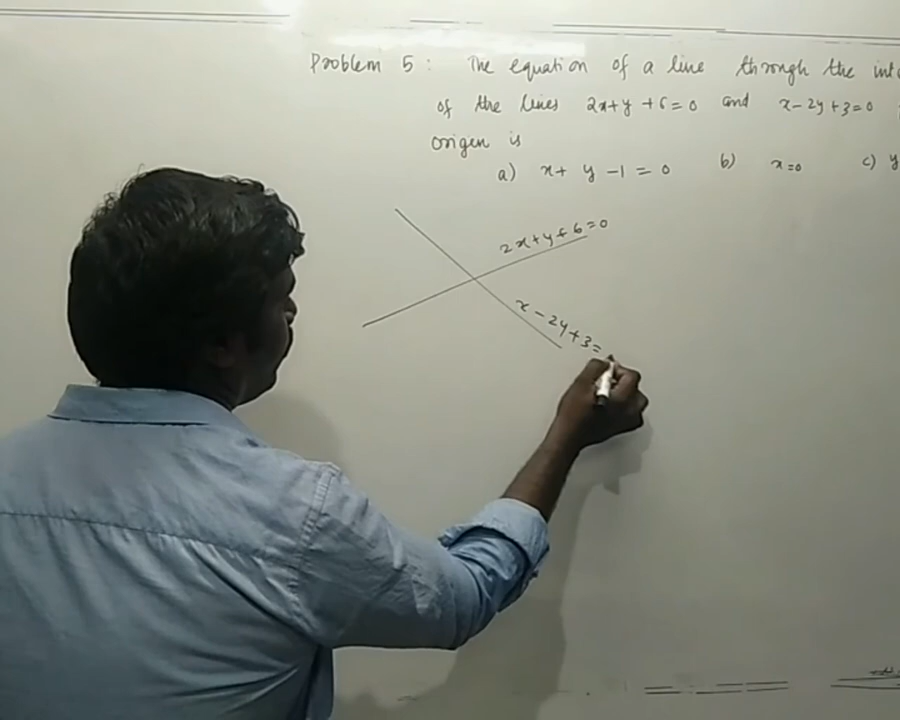 Problem 5 : The equation of a line through the
of the lines 2x+y+6=0 and x-2y+3=0
origen is
a) x+ y -1 = 0 b) x=0 c) y
2x+y+6=0
x-2y+3=